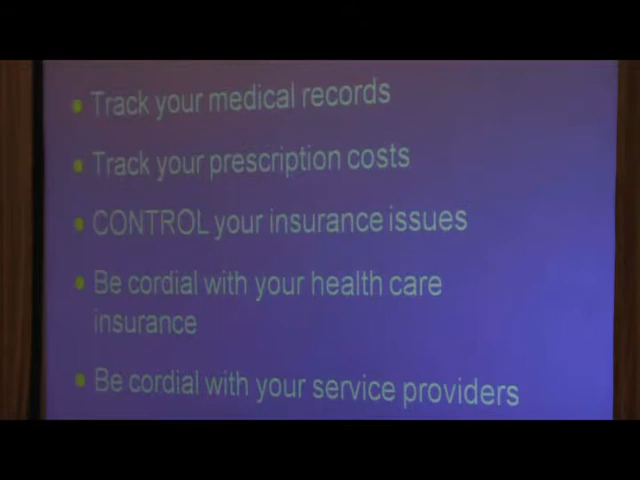 • Track your medical records
• Track your prescription costs
• CONTROL your insurance issues
• Be cordial with your health care
insurance
• Be cordial with your service providers